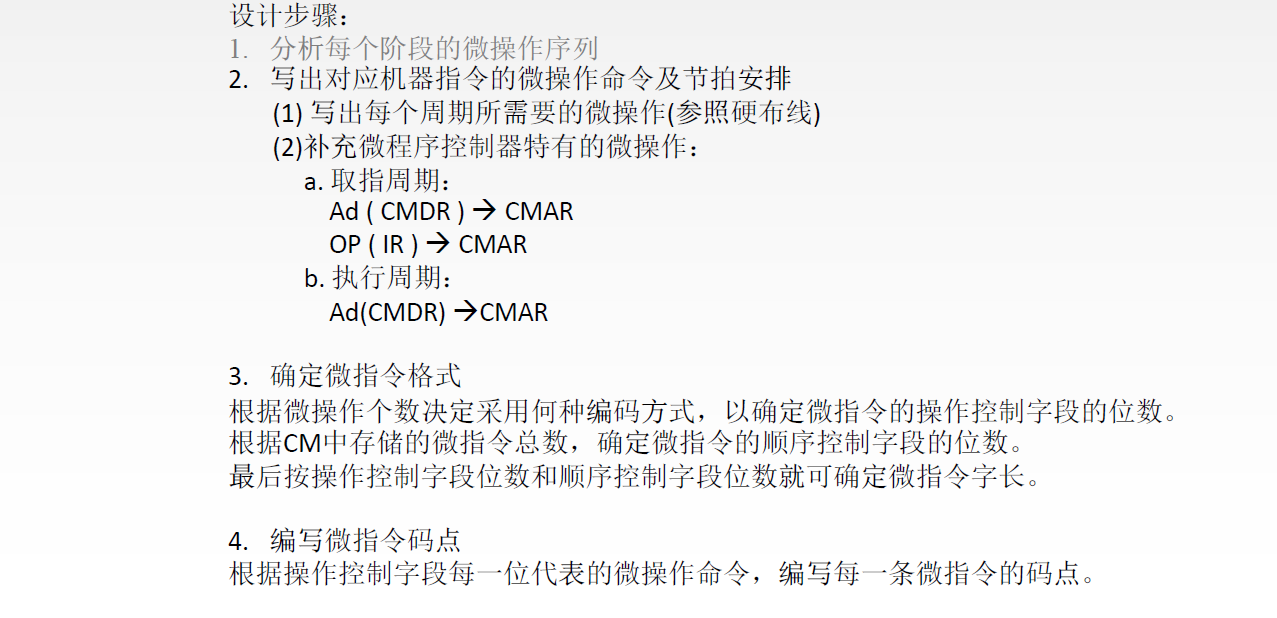 设计步骤：
1. 分析每个阶段的微操作序列
2. 写出对应机器指令的微操作命令及节拍安排
(1) 写出每个周期所需要的微操作(参照硬布线)
(2)补充微程序控制器特有的微操作：
a. 取指周期：
Ad ( CMDR ) → CMAR
OP ( IR ) → CMAR
b. 执行周期：
Ad(CMDR) →CMAR
3. 确定微指令格式
根据微操作个数决定采用何种编码方式，以确定微指令的操作控制字段的位数。
根据CM中存储的微指令总数，确定微指令的顺序控制字段的位数。
最后按操作控制字段位数和顺序控制字段位数就可确定微指令字长。
4. 编写微指令码点
根据操作控制字段每一位代表的微操作命令，编写每一条微指令的码点。